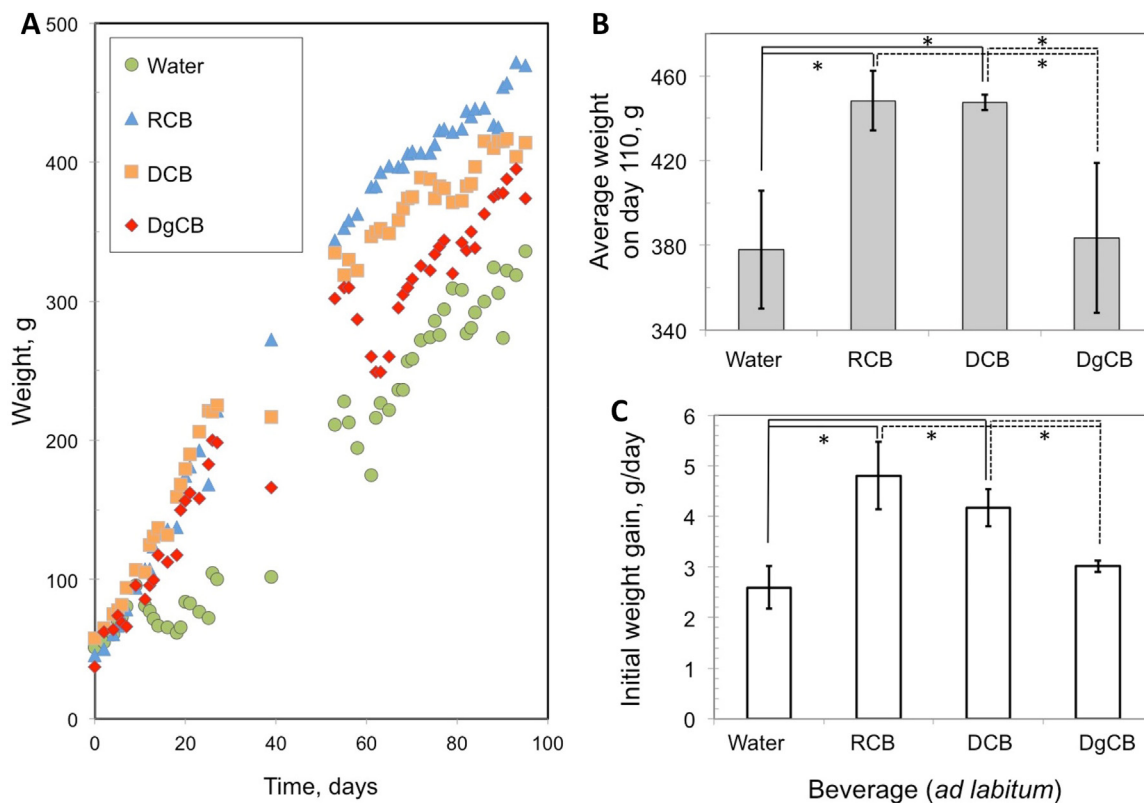 A
500
400
300
200
100
0
Weight, g
Water
RCB
DCB
DgCB
0 20 40 60 80 100
Time, days
B
460
420
380
340
Average weight
on day 110, g
* * * *
Water RCB DCB DgCB
C
6
5
4
3
2
1
0
Initial weight gain, g/day
* * *
Water RCB DCB DgCB
Beverage (ad labitum)